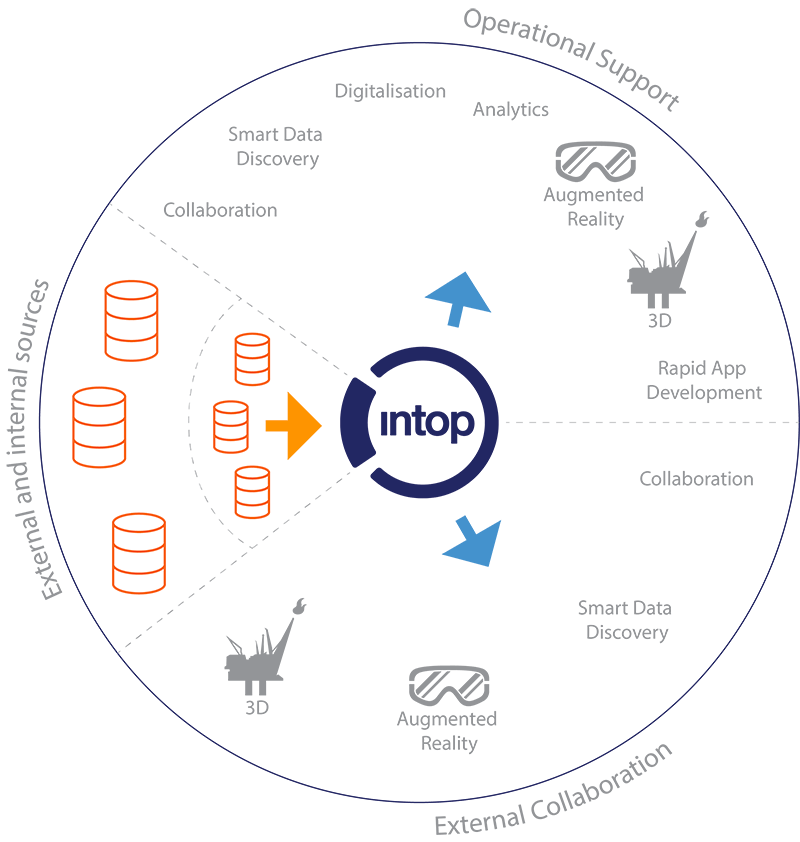 Operational Support
Digitalisation
Analytics
Smart Data
Discovery
Augmented
Reality
Collaboration
3D
External and internal sources
Rapid App
Development
intop
Collaboration
Smart Data
Discovery
3D
Augmented
Reality
External Collaboration